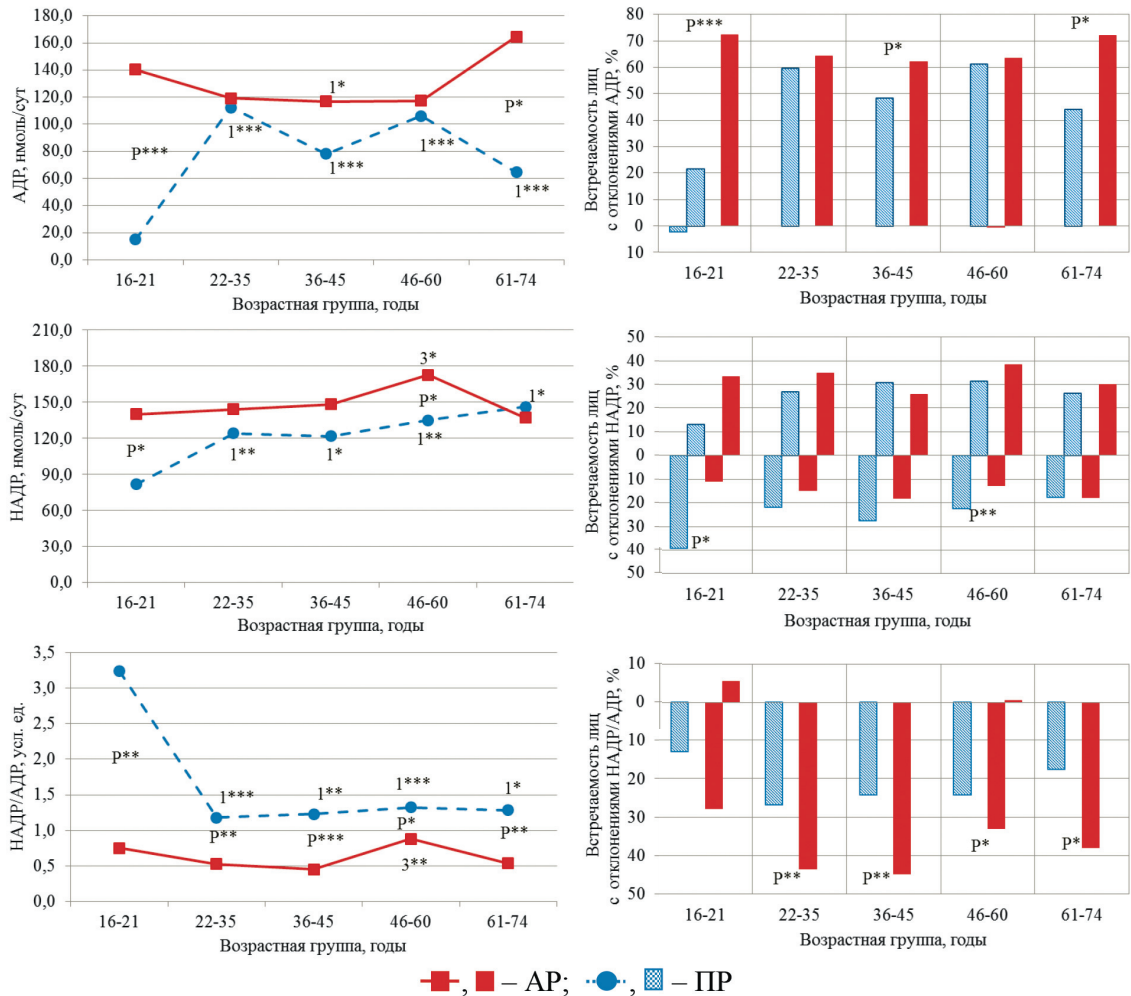 АДР, нмоль/сут
180,0
160,0
140,0
120,0
100,0
80,0
60,0
40,0
20,0
0,0
P***
1***
1*
1***
1***
P*
1***
16-21 22-35 36-45 46-60 61-74
Возрастная группа, годы
Встречаемость лиц
с отклонениями АДР, %
80
70
60
50
40
30
20
10
0
10
P***
P*
P*
16-21 22-35 36-45 46-60 61-74
Возрастная группа, годы
НАДР, нмоль/сут
210,0
180,0
150,0
120,0
90,0
60,0
30,0
0,0
P*
1**
1*
3*
P*
1**
1*
16-21 22-35 36-45 46-60 61-74
Возрастная группа, годы
Встречаемость лиц
с отклонениями НАДР, %
50
40
30
20
10
0
10
20
30
40
50
P*
P**
16-21 22-35 36-45 46-60 61-74
Возрастная группа, годы
НАДР/АДР, усл. ед.
3,5
3,0
2,5
2,0
1,5
1,0
0,5
0,0
P**
1***
P**
1**
P***
1***
P*
3**
1*
P**
16-21 22-35 36-45 46-60 61-74
Возрастная группа, годы
Встречаемость лиц
с отклонениями НАДР/АДР, %
10
0
10
20
30
40
50
P**
P**
P*
P*
16-21 22-35 36-45 46-60 61-74
Возрастная группа, годы
, – АР; , – ПР